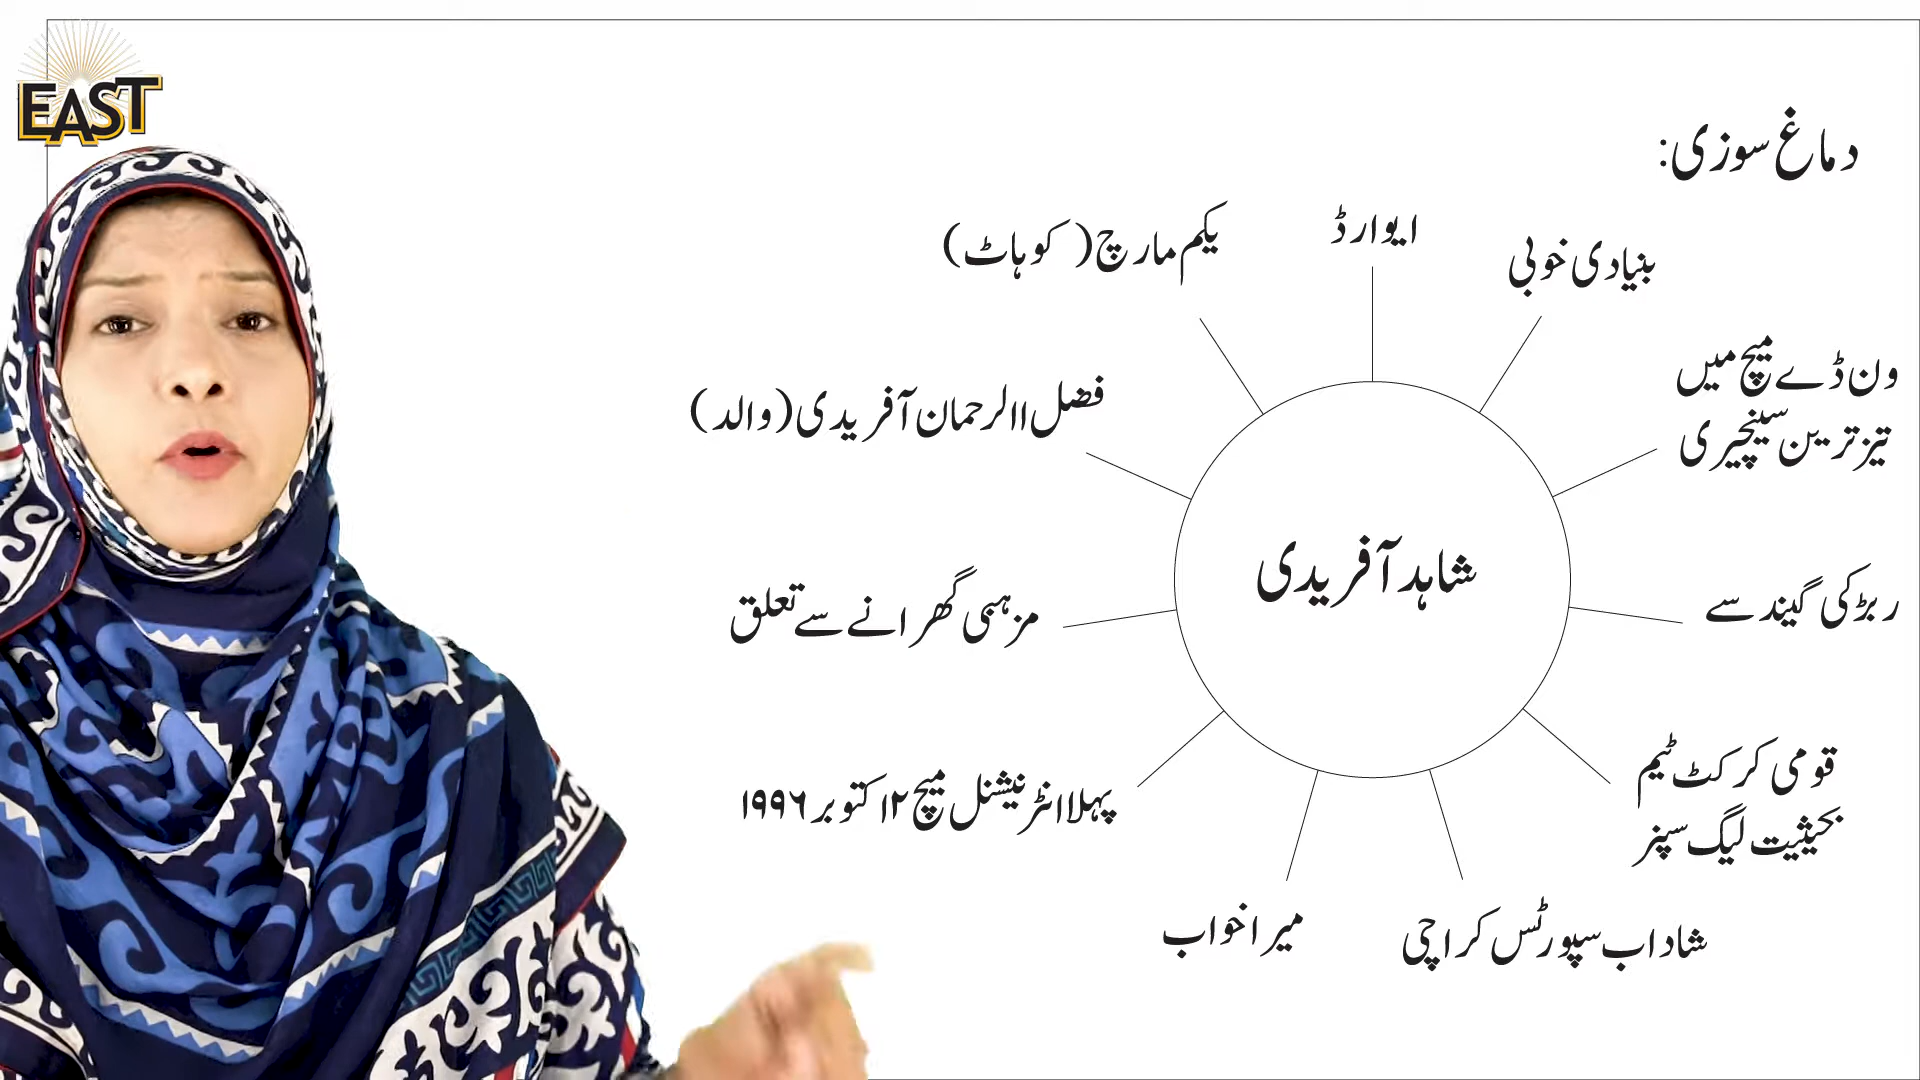 EAST
دماغ سوزی:
ایوارڈ
بنیادی خوبی
ون ڈے میچ میں
تیز ترین سینچیری
ربڑ کی گیند سے
قومی کرکٹ ٹیم
بحیثیت لیگ سپنر
شاداب سپورٹس کراچی
میرا خواب
پہلا انٹرنیشنل میچ ۲ اکتوبر ۱۹۹۶
مزہبی گھرانے سے تعلق
فضل االرحمان آفریدی (والد)
یکم مارچ (کوہاٹ)
شاہد آفریدی